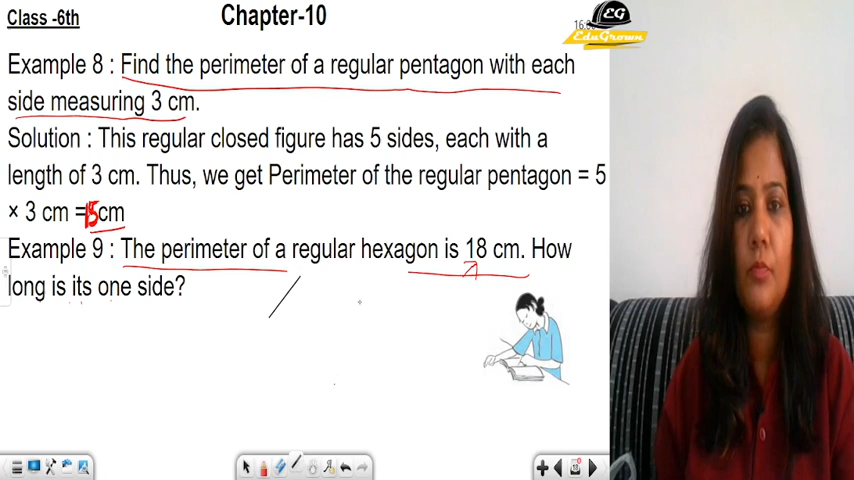 Class -6th
Chapter-10
EG
EduGrown
Example 8 : Find the perimeter of a regular pentagon with each
side measuring 3 cm.
Solution : This regular closed figure has 5 sides, each with a
length of 3 cm. Thus, we get Perimeter of the regular pentagon = 5
× 3 cm =15cm
Example 9 : The perimeter of a regular hexagon is 18 cm. How
long is its one side?